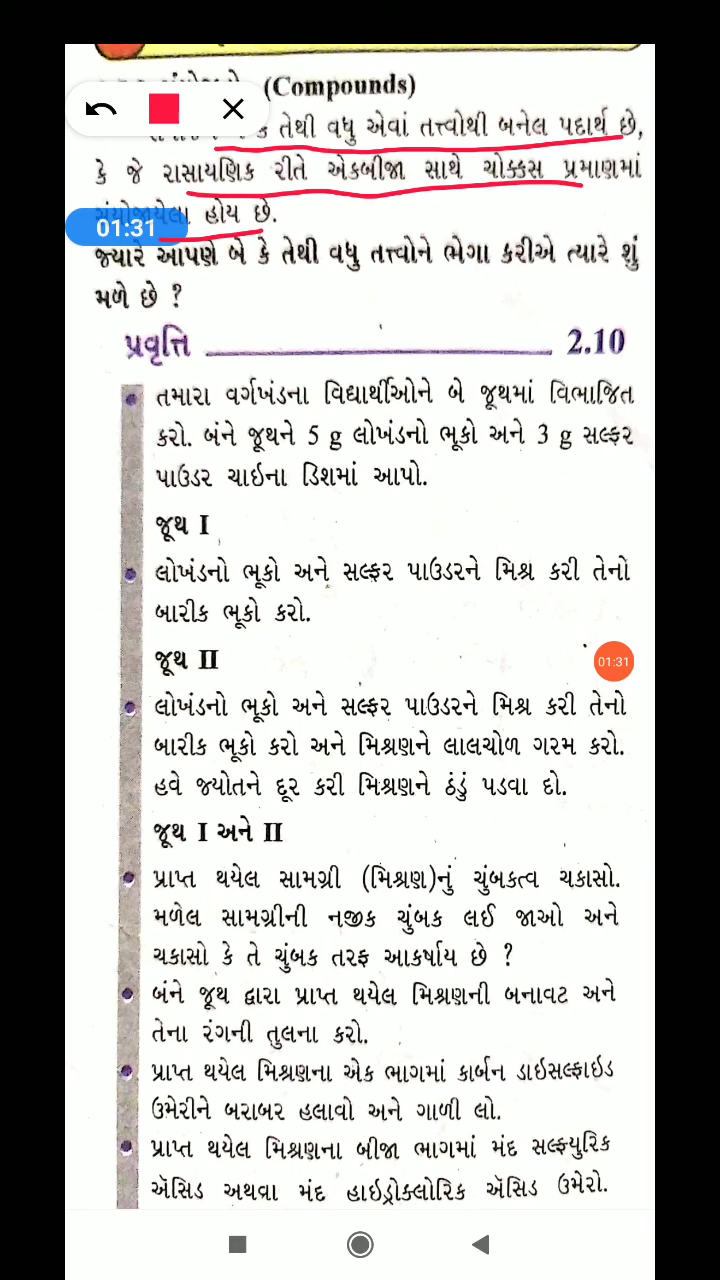 (Compounds)
તેથી વધુ એવાં તત્ત્વોથી બનેલ પદાર્થ છે,
કે જે રાસાયણિક રીતે એકબીજા સાથે ચોક્કસ પ્રમાણમાં
સંયોજાયેલા હોય છે.
01:31
જ્યારે આપણે બે કે તેથી વધુ તત્ત્વોને ભેગા કરીએ ત્યારે શું
મળે છે ?
પ્રવૃત્તિ 2.10
તમારા વર્ગખંડના વિદ્યાર્થીઓને બે જૂથમાં વિભાજિત
કરો. બંને જૂથને 5 g લોખંડનો ભૂકો અને 3 g સલ્ફર
પાઉડર ચાઇના ડિશમાં આપો.
જૂથ I
લોખંડનો ભૂકો અને સલ્ફર પાઉડરને મિશ્ર કરી તેનો
બારીક ભૂકો કરો.
જૂથ II
01:31
લોખંડનો ભૂકો અને સલ્ફર પાઉડરને મિશ્ર કરી તેનો
બારીક ભૂકો કરો અને મિશ્રણને લાલચોળ ગરમ કરો.
હવે જ્યોતને દૂર કરી મિશ્રણને ઠંડું પડવા દો.
જૂથ I અને II
પ્રાપ્ત થયેલ સામગ્રી (મિશ્રણ)નું ચુંબકત્વ ચકાસો.
મળેલ સામગ્રીની નજીક ચુંબક લઈ જાઓ અને
ચકાસો કે તે ચુંબક તરફ આકર્ષાય છે ?
બંને જૂથ દ્વારા પ્રાપ્ત થયેલ મિશ્રણની બનાવટ અને
તેના રંગની તુલના કરો.
પ્રાપ્ત થયેલ મિશ્રણના એક ભાગમાં કાર્બન ડાઇસલ્ફાઇડ
ઉમેરીને બરાબર હલાવો અને ગાળી લો.
પ્રાપ્ત થયેલ મિશ્રણના બીજા ભાગમાં મંદ સલ્ફ્યુરિક
ઍસિડ અથવા મંદ હાઇડ્રોક્લોરિક ઍસિડ ઉમેરો.